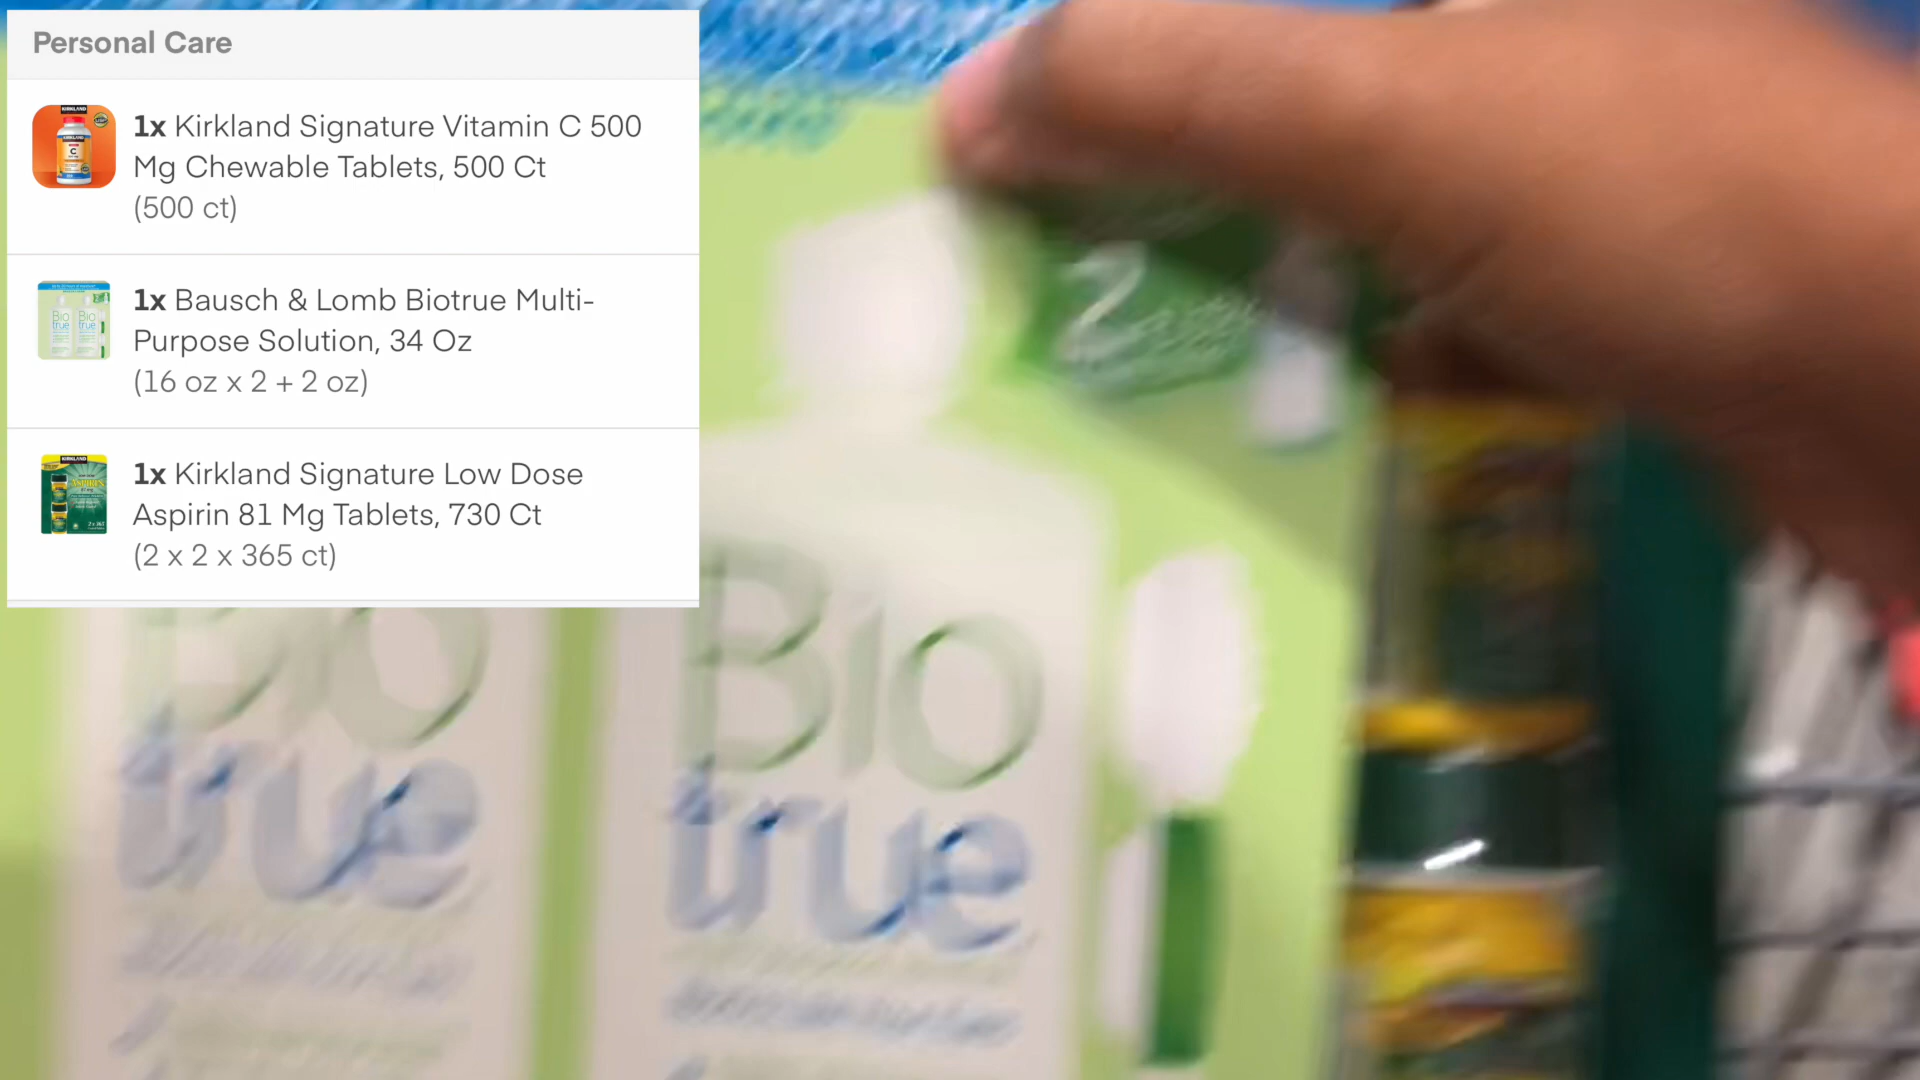 Personal Care
1x Kirkland Signature Vitamin C 500
Mg Chewable Tablets, 500 Ct
(500 ct)
1x Bausch & Lomb Biotrue Multi-
Purpose Solution, 34 Oz
(16 oz x 2 + 2 oz)
1x Kirkland Signature Low Dose
Aspirin 81 Mg Tablets, 730 Ct
(2 x 2 x 365 ct)
Bio Bio
true true
2